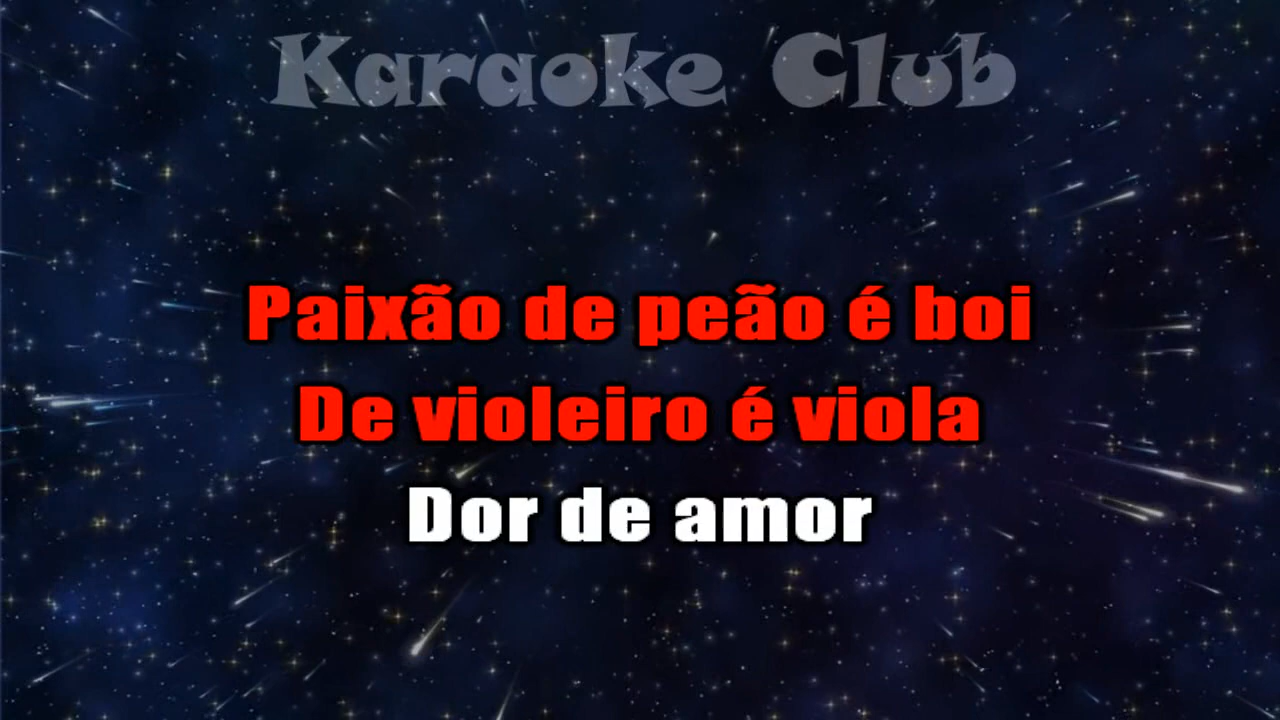 Karaoke Club
Paixão de peão é boi
De violeiro é viola
Dor de amor